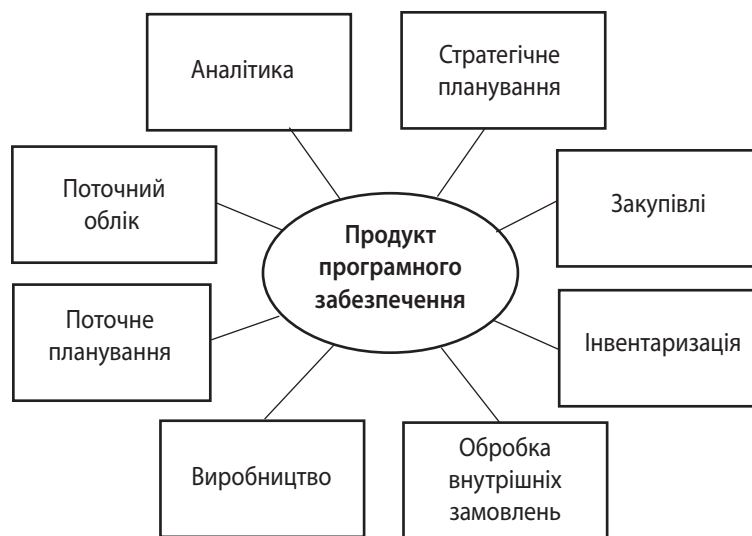 Аналітика
Стратегічне
планування
Поточний
облік
Продукт
програмного
забезпечення
Закупівлі
Поточне
планування
Інвентаризація
Виробництво
Обробка
внутрішніх
замовлень